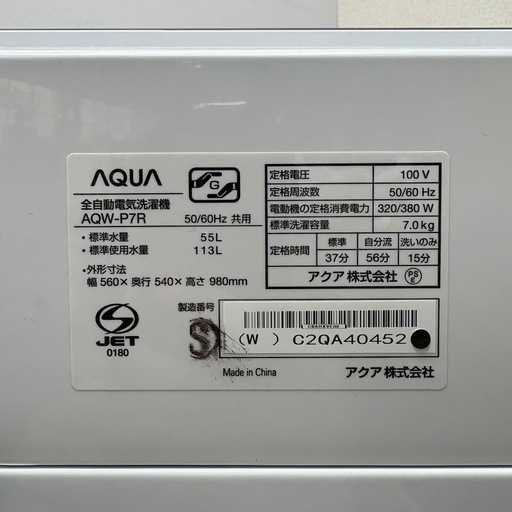 AQUA
G
全自動電気洗濯機
AQW-P7R 50/60Hz 共用
・標準水量 55L
・標準使用水量 113L
・外形寸法
幅 560×奥行 540×高さ 980mm
定格電圧 100 V
定格周波数 50/60 Hz
電動機の定格消費電力 320/380 W
標準洗濯容量 7.0 kg
定格時間 標準 自分流 洗いのみ
37分 56分 15分
アクア 株式会社 PS E
S JET
0180
製造番号
S (W ) C2QA40452
Made in China アクア 株式会社